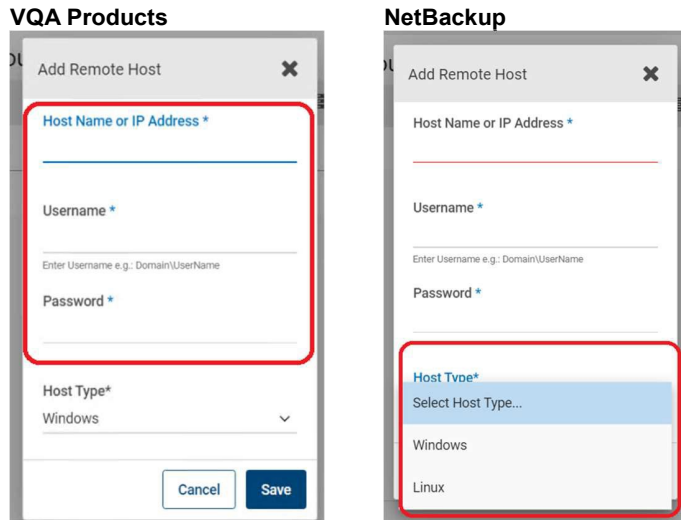 VQA Products
Add Remote Host
Host Name or IP Address *
Username *
Enter Username e.g.: Domain\UserName
Password *
Host Type*
Windows
Cancel
Save
NetBackup
Add Remote Host
Host Name or IP Address *
Username *
Enter Username e.g.: Domain\UserName
Password *
Host Type*
Select Host Type...
Windows
Linux